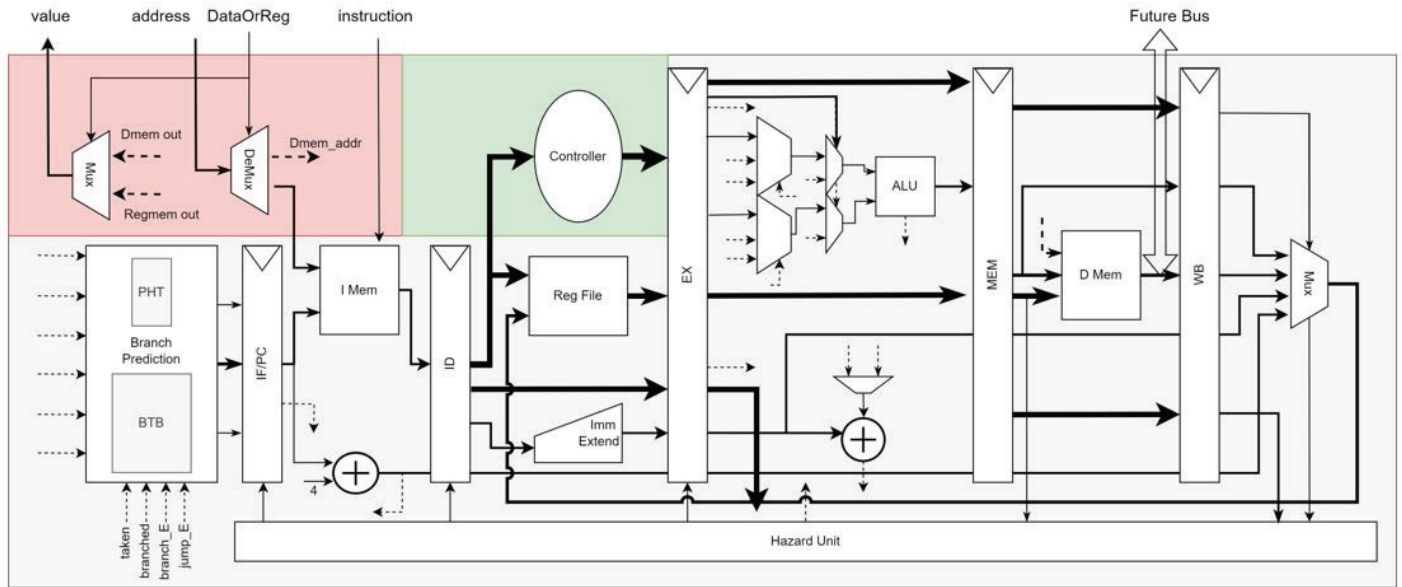 value
address
DataOrReg
instruction
Future Bus
Dmem out
Mux
Regmem out
DeMux
Dmem_addr
Controller
EX
ALU
MEM
D Mem
WB
Mux
PHT
Branch
Prediction
BTB
IF/PC
I Mem
ID
Reg File
Imm
Extend
4
taken
branched
branch_E
jump_E
Hazard Unit